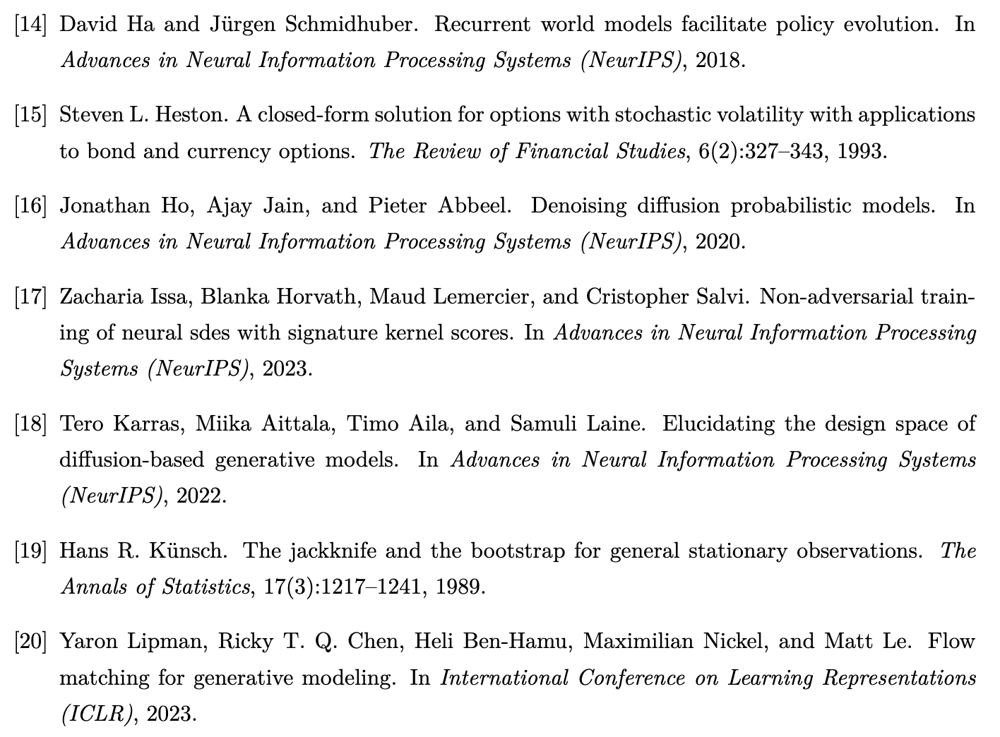 [14] David Ha and Jürgen Schmidhuber. Recurrent world models facilitate policy evolution. In
Advances in Neural Information Processing Systems (NeurIPS), 2018.
[15] Steven L. Heston. A closed-form solution for options with stochastic volatility with applications
to bond and currency options. The Review of Financial Studies, 6(2):327–343, 1993.
[16] Jonathan Ho, Ajay Jain, and Pieter Abbeel. Denoising diffusion probabilistic models. In
Advances in Neural Information Processing Systems (NeurIPS), 2020.
[17] Zacharia Issa, Blanka Horvath, Maud Lemercier, and Cristopher Salvi. Non-adversarial train-
ing of neural sdes with signature kernel scores. In Advances in Neural Information Processing
Systems (NeurIPS), 2023.
[18] Tero Karras, Miika Aittala, Timo Aila, and Samuli Laine. Elucidating the design space of
diffusion-based generative models. In Advances in Neural Information Processing Systems
(NeurIPS), 2022.
[19] Hans R. Künsch. The jackknife and the bootstrap for general stationary observations. The
Annals of Statistics, 17(3):1217–1241, 1989.
[20] Yaron Lipman, Ricky T. Q. Chen, Heli Ben-Hamu, Maximilian Nickel, and Matt Le. Flow
matching for generative modeling. In International Conference on Learning Representations
(ICLR), 2023.